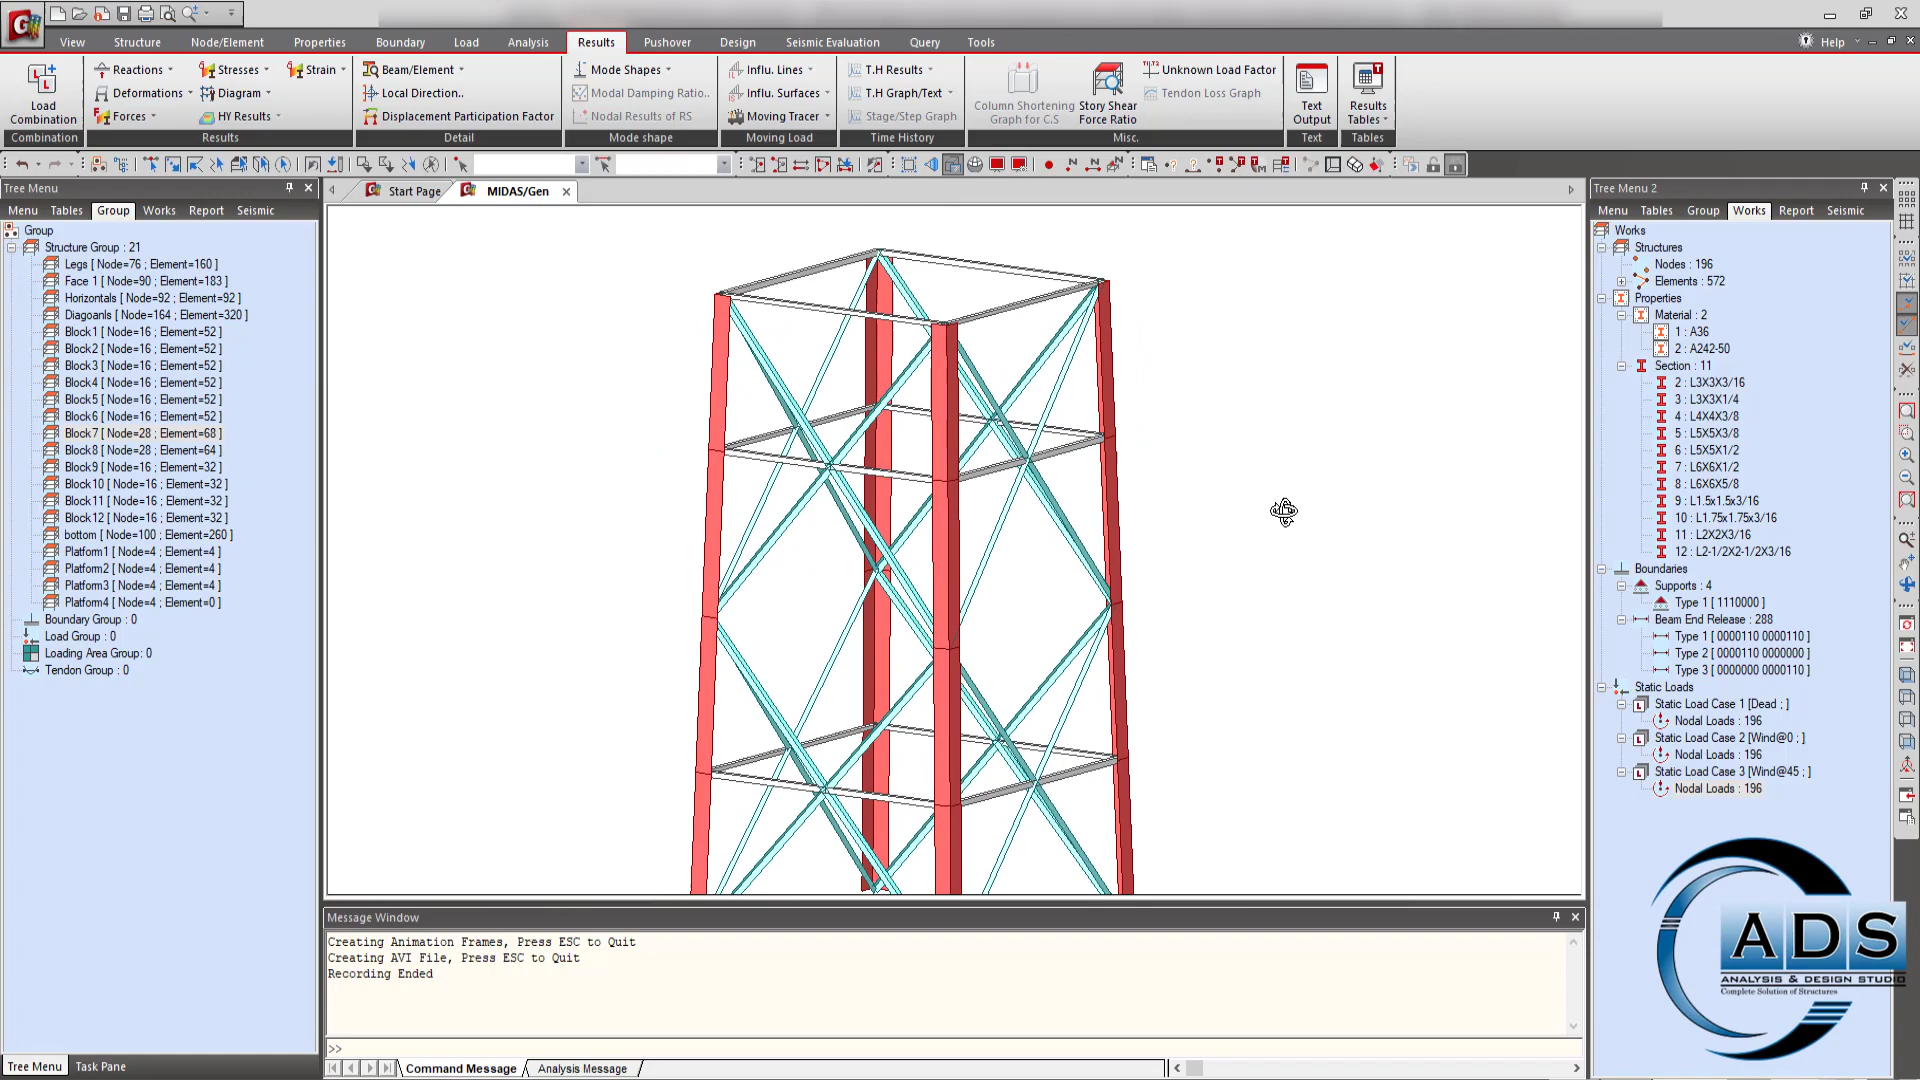 View Structure Node/Element Properties Boundary Load Analysis Results Pushover Design Seismic Evaluation Query Tools Help
Reactions Stresses Strain Beam/Element Mode Shapes Influ. Lines T.H Results Unknown Load Factor
Deformations Diagram Local Direction.. Modal Damping Ratio.. Influ. Surfaces T.H Graph/Text Tendon Loss Graph
Load Combination Forces HY Results Displacement Participation Factor Nodal Results of RS Moving Tracer Stage/Step Graph Column Shortening Graph for C.S Story Shear Force Ratio Text Output Results Tables
Combination Results Detail Mode shape Moving Load Time History Misc. Text Tables
Tree Menu
Menu Tables Group Works Report Seismic
Group
Structure Group : 21
Legs [ Node=76 ; Element=160 ]
Face 1 [ Node=90 ; Element=183 ]
Horizontals [ Node=92 ; Element=92 ]
Diagoanls [ Node=164 ; Element=320 ]
Block1 [ Node=16 ; Element=52 ]
Block2 [ Node=16 ; Element=52 ]
Block3 [ Node=16 ; Element=52 ]
Block4 [ Node=16 ; Element=52 ]
Block5 [ Node=16 ; Element=52 ]
Block6 [ Node=16 ; Element=52 ]
Block7 [ Node=28 ; Element=68 ]
Block8 [ Node=28 ; Element=64 ]
Block9 [ Node=16 ; Element=32 ]
Block10 [ Node=16 ; Element=32 ]
Block11 [ Node=16 ; Element=32 ]
Block12 [ Node=16 ; Element=32 ]
bottom [ Node=100 ; Element=260 ]
Platform1 [ Node=4 ; Element=4 ]
Platform2 [ Node=4 ; Element=4 ]
Platform3 [ Node=4 ; Element=4 ]
Platform4 [ Node=4 ; Element=0 ]
Boundary Group : 0
Load Group : 0
Loading Area Group: 0
Tendon Group : 0
Tree Menu Task Pane
Start Page MIDAS/Gen
Message Window
Creating Animation Frames, Press ESC to Quit
Creating AVI File, Press ESC to Quit
Recording Ended
>>
Command Message Analysis Message
Tree Menu 2
Menu Tables Group Works Report Seismic
Works
Structures
Nodes : 196
Elements : 572
Properties
Material : 2
1 : A36
2 : A242-50
Section : 11
2 : L3X3X3/16
3 : L3X3X1/4
4 : L4X4X3/8
5 : L5X5X3/8
6 : L5X5X1/2
7 : L6X6X1/2
8 : L6X6X5/8
9 : L1.5x1.5x3/16
10 : L1.75x1.75x3/16
11 : L2X2X3/16
12 : L2-1/2X2-1/2X3/16
Boundaries
Supports : 4
Type 1 [ 1110000 ]
Beam End Release : 288
Type 1 [ 0000110 0000110 ]
Type 2 [ 0000110 0000000 ]
Type 3 [ 0000000 0000110 ]
Static Loads
Static Load Case 1 [Dead ; ]
Nodal Loads : 196
Static Load Case 2 [Wind@0 ; ]
Nodal Loads : 196
Static Load Case 3 [Wind@45 ; ]
Nodal Loads : 196
ADS
ANALYSIS & DESIGN STUDIO
Complete Solution of Structures